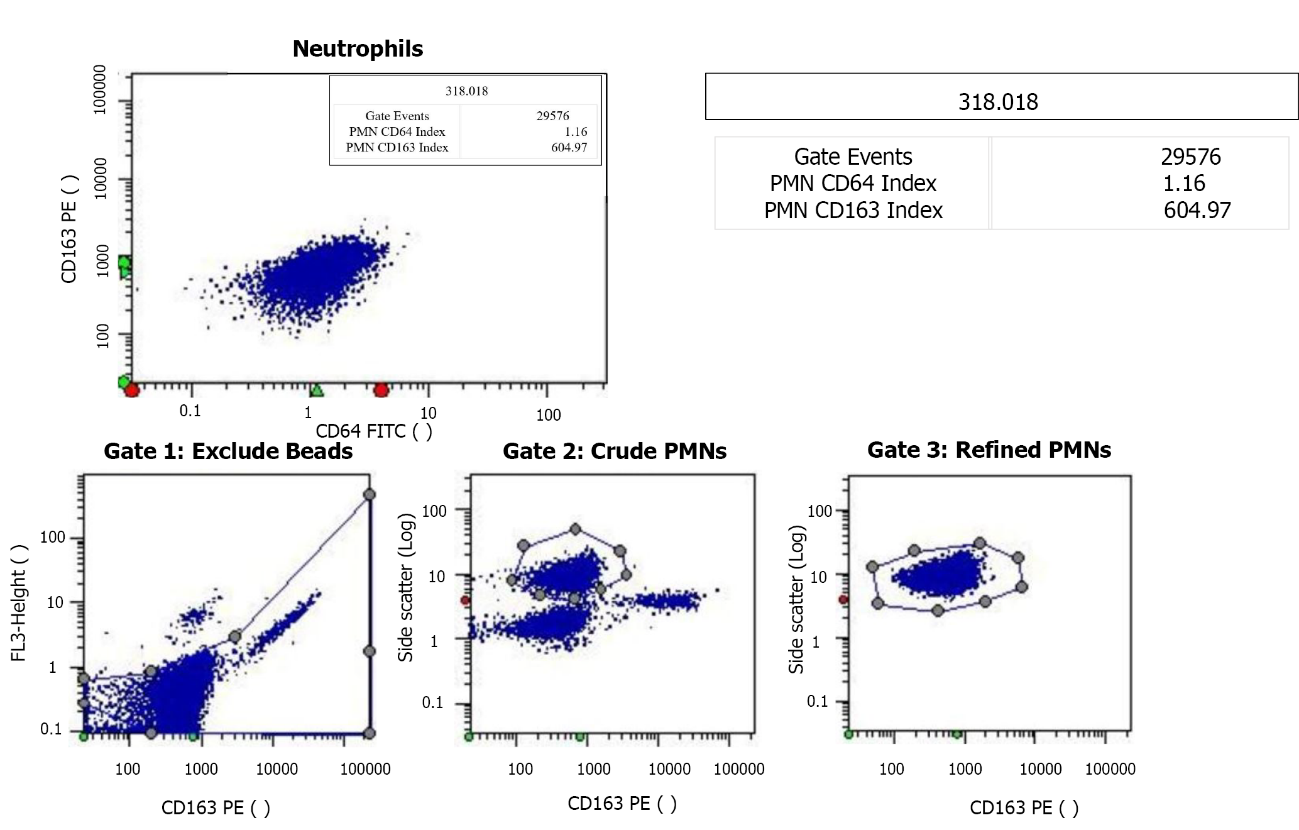 Neutrophils
100000
10000
1000
100
CD163 PE ( )
318.018
Gate Events 29576
PMN CD64 Index 1.16
PMN CD163 Index 604.97
0.1 1 10 100
CD64 FITC ( )
318.018
Gate Events 29576
PMN CD64 Index 1.16
PMN CD163 Index 604.97
Gate 1: Exclude Beads
FL3-Helght ( )
100
10
1
0.1
100 1000 10000 100000
CD163 PE ( )
Gate 2: Crude PMNs
Side scatter (Log)
100
10
1
0.1
100 1000 10000 100000
CD163 PE ( )
Gate 3: Refined PMNs
Side scatter (Log)
100
10
1
0.1
100 1000 10000 100000
CD163 PE ( )